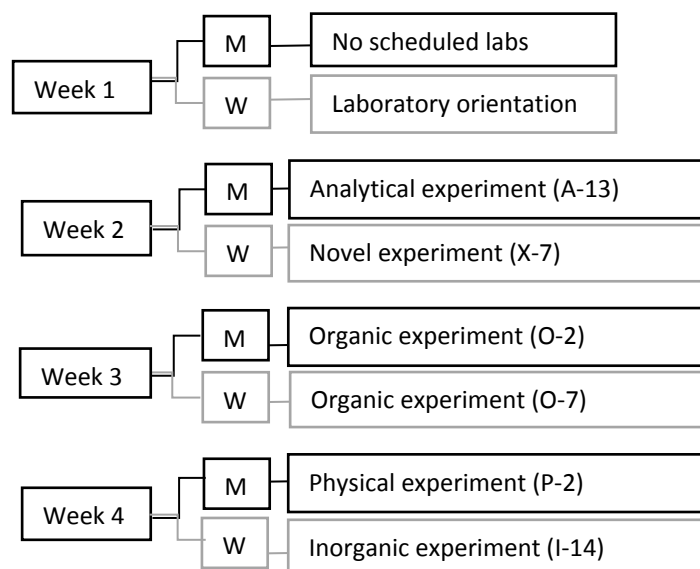 M
No scheduled labs
Week 1
W
Laboratory orientation
M
Analytical experiment (A-13)
Week 2
W
Novel experiment (X-7)
M
Organic experiment (O-2)
Week 3
W
Organic experiment (O-7)
M
Physical experiment (P-2)
Week 4
W
Inorganic experiment (I-14)